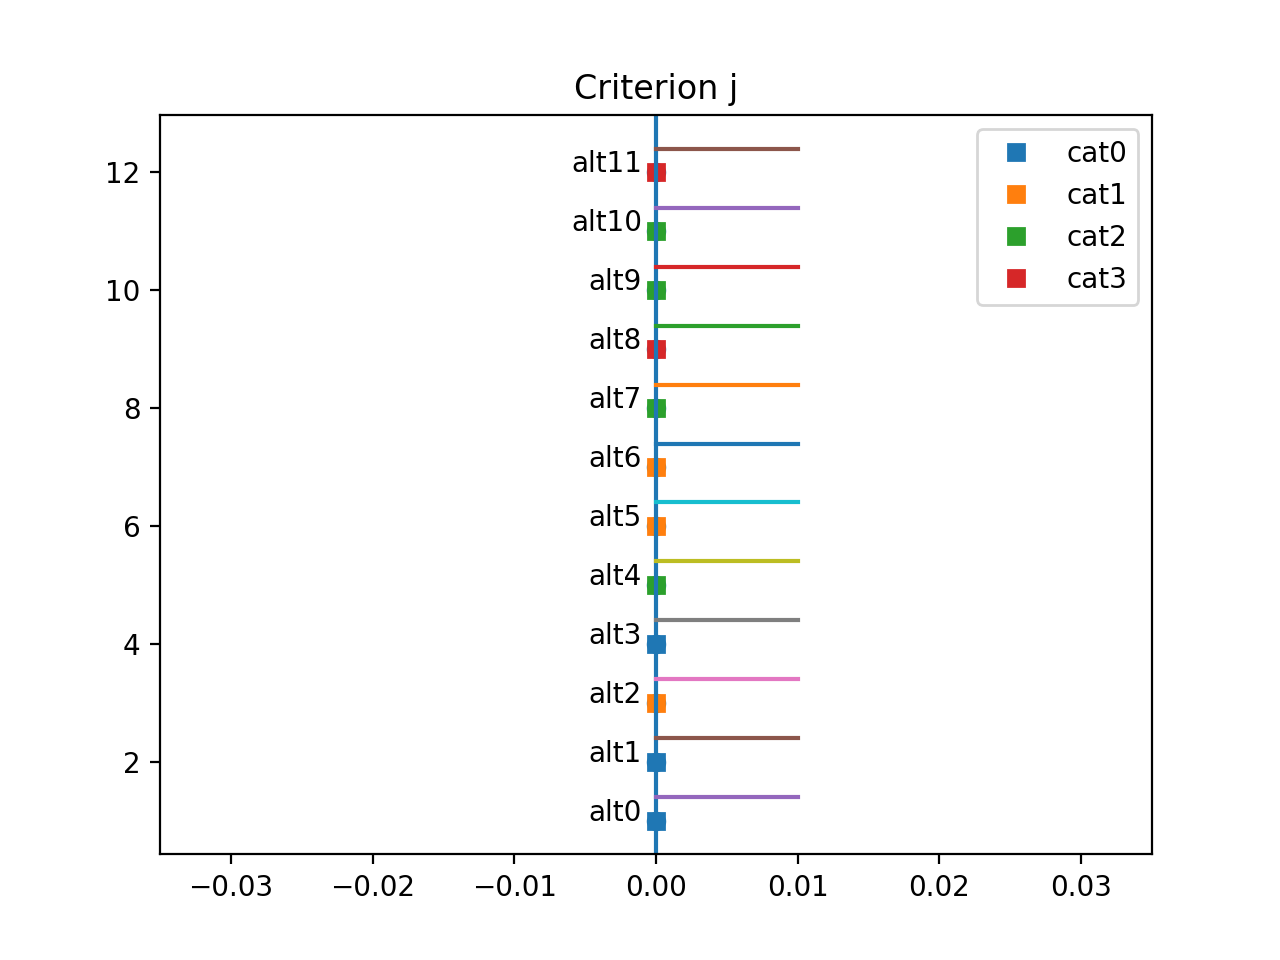 Criterion j
cat0
cat1
cat2
cat3
12
alt11
alt10
10
alt9
alt8
8
alt7
alt6
6
alt5
alt4
4
alt3
alt2
2
alt1
alt0
−0.03 −0.02 −0.01 0.00 0.01 0.02 0.03